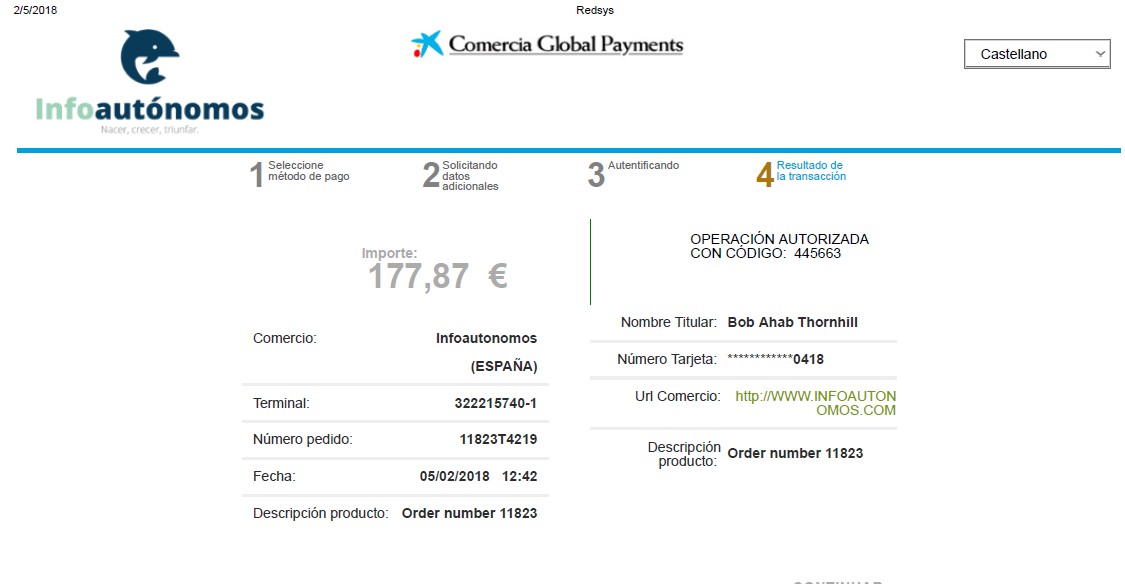 2/5/2018
Redsys
Infoautónomos
Nacer, crecer, triunfar.
Comercia Global Payments
Castellano
1 Seleccione
método de pago
2 Solicitando
datos
adicionales
3 Autentificando
4 Resultado de
la transacción
Importe:
177,87 €
Comercio: Infoautonomos
(ESPAÑA)
Terminal: 322215740-1
Número pedido: 11823T4219
Fecha: 05/02/2018 12:42
Descripción producto: Order number 11823
OPERACIÓN AUTORIZADA
CON CÓDIGO: 445663
Nombre Titular: Bob Ahab Thornhill
Número Tarjeta: ************0418
Url Comercio: http://WWW.INFOAUTON
OMOS.COM
Descripción
producto: Order number 11823
CONTINUAR